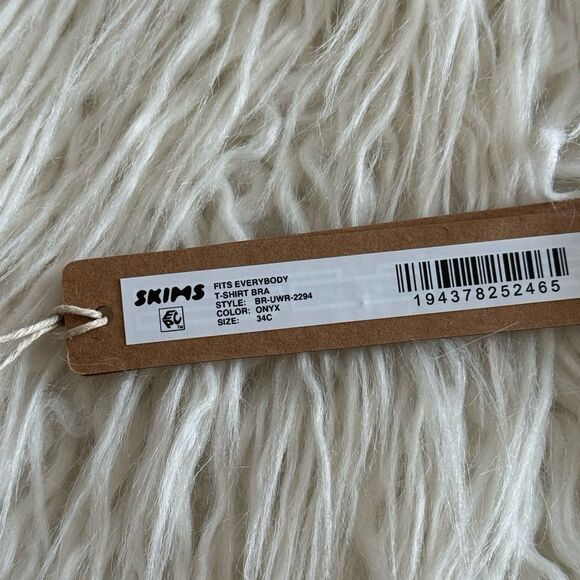 SKIMS
FITS EVERYBODY
T-SHIRT BRA
STYLE: BR-UWR-2294
COLOR: ONYX
SIZE: 34C
194378252465